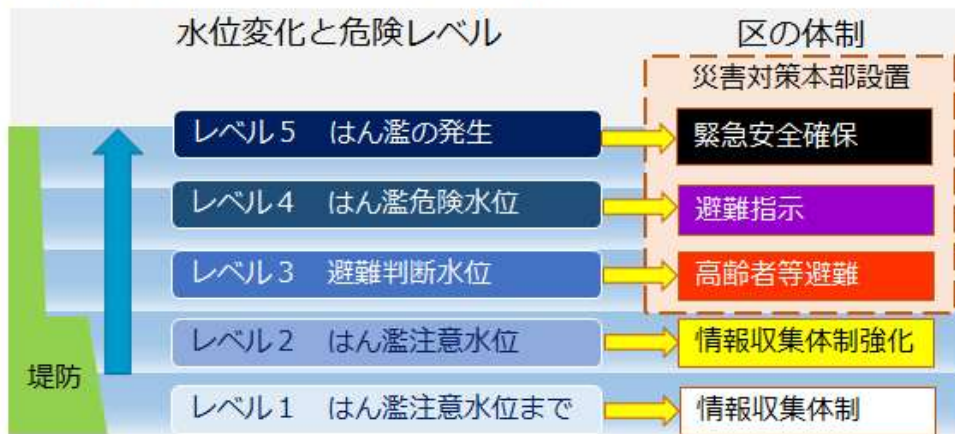 水位変化と危険レベル
区の体制
災害対策本部設置
レベル5 はん濫の発生
緊急安全確保
レベル4 はん濫危険水位
避難指示
レベル3 避難判断水位
高齢者等避難
レベル2 はん濫注意水位
情報収集体制強化
堤防
レベル1 はん濫注意水位まで
情報収集体制